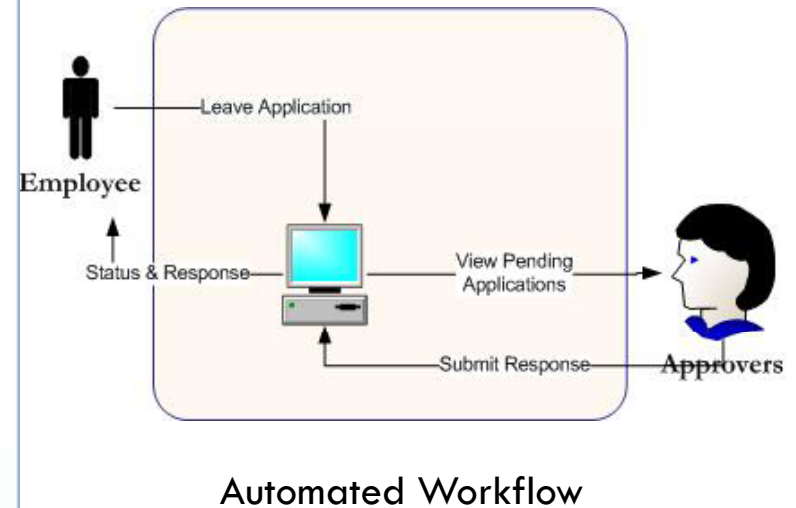 Leave Application
Employee
Status & Response
View Pending
Applications
Submit Response
Approvers
Automated Workflow